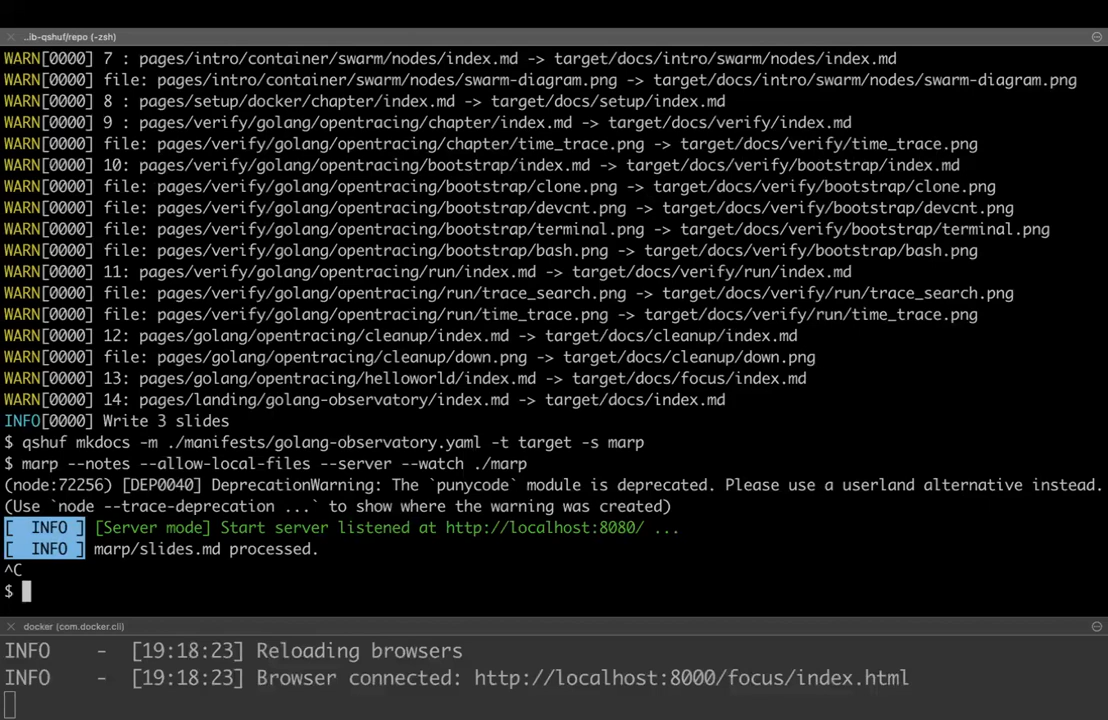 ..ib-qshuf/repo (-zsh)
WARN[0000] 7 : pages/intro/container/swarm/nodes/index.md -> target/docs/intro/swarm/nodes/index.md
WARN[0000] file: pages/intro/container/swarm/nodes/swarm-diagram.png -> target/docs/intro/swarm/nodes/swarm-diagram.png
WARN[0000] 8 : pages/setup/docker/chapter/index.md -> target/docs/setup/index.md
WARN[0000] 9 : pages/verify/golang/opentracing/chapter/index.md -> target/docs/verify/index.md
WARN[0000] file: pages/verify/golang/opentracing/chapter/time_trace.png -> target/docs/verify/time_trace.png
WARN[0000] 10: pages/verify/golang/opentracing/bootstrap/index.md -> target/docs/verify/bootstrap/index.md
WARN[0000] file: pages/verify/golang/opentracing/bootstrap/clone.png -> target/docs/verify/bootstrap/clone.png
WARN[0000] file: pages/verify/golang/opentracing/bootstrap/devcnt.png -> target/docs/verify/bootstrap/devcnt.png
WARN[0000] file: pages/verify/golang/opentracing/bootstrap/terminal.png -> target/docs/verify/bootstrap/terminal.png
WARN[0000] file: pages/verify/golang/opentracing/bootstrap/bash.png -> target/docs/verify/bootstrap/bash.png
WARN[0000] 11: pages/verify/golang/opentracing/run/index.md -> target/docs/verify/run/index.md
WARN[0000] file: pages/verify/golang/opentracing/run/trace_search.png -> target/docs/verify/run/trace_search.png
WARN[0000] file: pages/verify/golang/opentracing/run/time_trace.png -> target/docs/verify/run/time_trace.png
WARN[0000] 12: pages/golang/opentracing/cleanup/index.md -> target/docs/cleanup/index.md
WARN[0000] file: pages/golang/opentracing/cleanup/down.png -> target/docs/cleanup/down.png
WARN[0000] 13: pages/golang/opentracing/helloworld/index.md -> target/docs/focus/index.md
WARN[0000] 14: pages/landing/golang-observatory/index.md -> target/docs/index.md
INFO[0000] Write 3 slides
$ qshuf mkdocs -m ./manifests/golang-observatory.yaml -t target -s marp
$ marp --notes --allow-local-files --server --watch ./marp
(node:72256) [DEP0040] DeprecationWarning: The `punycode` module is deprecated. Please use a userland alternative instead.
(Use `node --trace-deprecation ...` to show where the warning was created)
[  INFO ] [Server mode] Start server listened at http://localhost:8080/ ...
[  INFO ] marp/slides.md processed.
^C
$
docker (com.docker.cli)
INFO    -  [19:18:23] Reloading browsers
INFO    -  [19:18:23] Browser connected: http://localhost:8000/focus/index.html